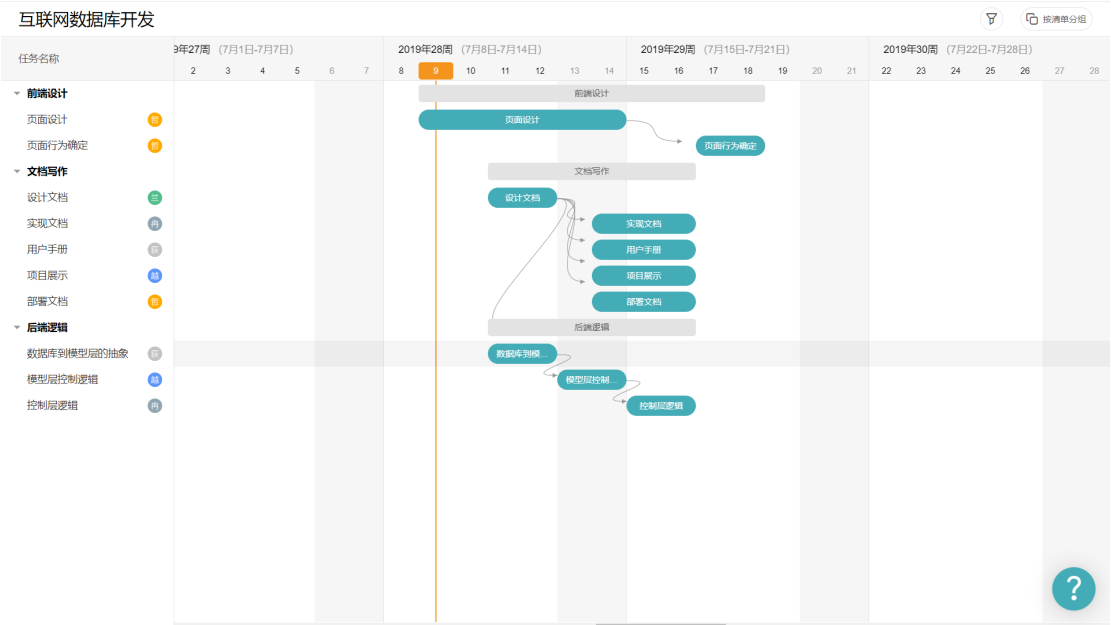 互联网数据库开发
按清单分组
任务名称
9年27周 (7月1日-7月7日) 2019年28周 (7月8日-7月14日) 2019年29周 (7月15日-7月21日) 2019年30周 (7月22日-7月28日)
2 3 4 5 6 7 8 9 10 11 12 13 14 15 16 17 18 19 20 21 22 23 24 25 26 27 28
前端设计 前端设计
页面设计 哲 页面设计
页面行为确定 哲 页面行为确定
文档写作 文档写作
设计文档 兰 设计文档
实现文档 冉 实现文档
用户手册 用户手册
项目展示 越 项目展示
部署文档 哲 部署文档
后端逻辑 后端逻辑
数据库到模型层的抽象 数据库到模...
模型层控制逻辑 越 模型层控制...
控制层逻辑 冉 控制层逻辑
?